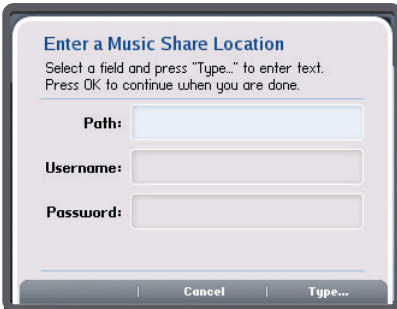 Enter a Music Share Location
Select a field and press "Type..." to enter text.
Press OK to continue when you are done.
Path:
Username:
Password:
Cancel
Type...